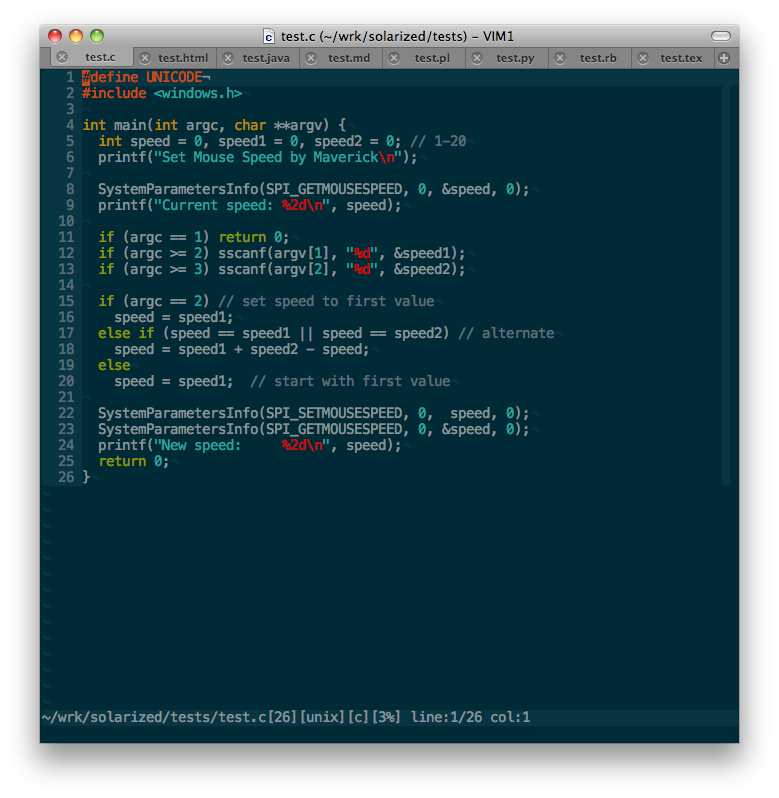 test.c (~/wrk/solarized/tests) – VIM1
test.c test.html test.java test.md test.pl test.py test.rb test.tex
1 #define UNICODE¬
2 #include <windows.h>¬
3 ¬
4 int main(int argc, char **argv) {¬
5   int speed = 0, speed1 = 0, speed2 = 0; // 1-20¬
6   printf("Set Mouse Speed by Maverick\n");¬
7 ¬
8   SystemParametersInfo(SPI_GETMOUSESPEED, 0, &speed, 0);¬
9   printf("Current speed: %2d\n", speed);¬
10 ¬
11   if (argc == 1) return 0;¬
12   if (argc >= 2) sscanf(argv[1], "%d", &speed1);¬
13   if (argc >= 3) sscanf(argv[2], "%d", &speed2);¬
14 ¬
15   if (argc == 2) // set speed to first value¬
16     speed = speed1;¬
17   else if (speed == speed1 || speed == speed2) // alternate¬
18     speed = speed1 + speed2 - speed;¬
19   else¬
20     speed = speed1;  // start with first value¬
21 ¬
22   SystemParametersInfo(SPI_SETMOUSESPEED, 0,  speed, 0);¬
23   SystemParametersInfo(SPI_GETMOUSESPEED, 0, &speed, 0);¬
24   printf("New speed:     %2d\n", speed);¬
25   return 0;¬
26 }¬
~
~
~
~
~
~
~
~
~
~
~
~
~
~
~/wrk/solarized/tests/test.c[26][unix][c][3%] line:1/26 col:1